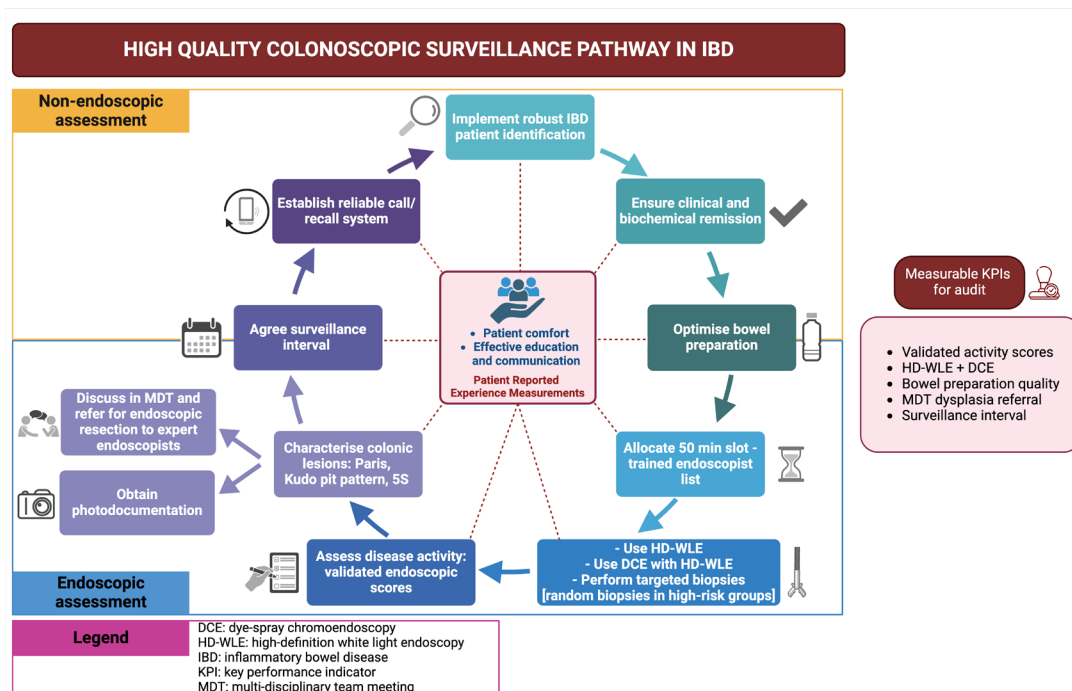 HIGH QUALITY COLONOSCOPIC SURVEILLANCE PATHWAY IN IBD
Non-endoscopic
assessment
Implement robust IBD
patient identification
Establish reliable call/
recall system
Ensure clinical and
biochemical remission
Agree surveillance
interval
• Patient comfort
• Effective education
and communication
Patient Reported
Experience Measurements
Optimise bowel
preparation
Discuss in MDT and
refer for endoscopic
resection to expert
endoscopists
Characterise colonic
lesions: Paris,
Kudo pit pattern, 5S
Allocate 50 min slot -
trained endoscopist
list
Obtain
photodocumentation
Assess disease activity:
validated endoscopic
scores
- Use HD-WLE
- Use DCE with HD-WLE
- Perform targeted biopsies
[random biopsies in high-risk groups]
Endoscopic
assessment
Measurable KPIs
for audit
• Validated activity scores
• HD-WLE + DCE
• Bowel preparation quality
• MDT dysplasia referral
• Surveillance interval
Legend
DCE: dye-spray chromoendoscopy
HD-WLE: high-definition white light endoscopy
IBD: inflammatory bowel disease
KPI: key performance indicator
MDT: multi-disciplinary team meeting